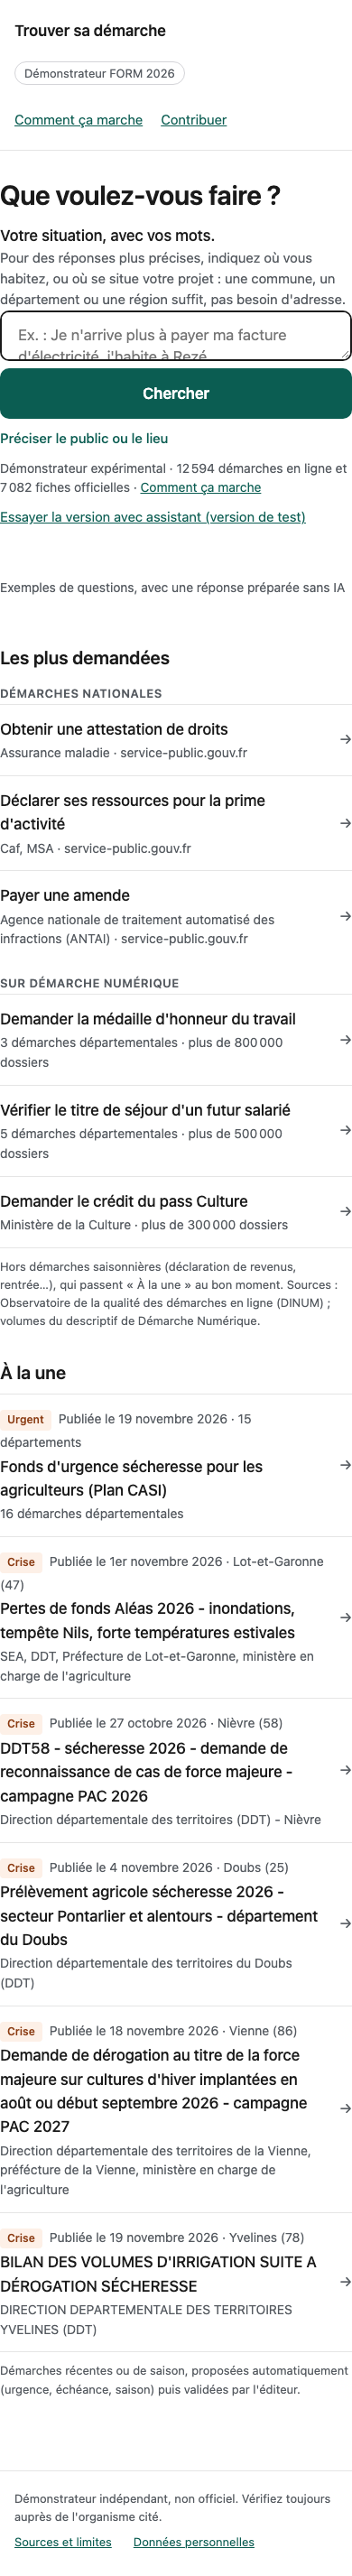 Trouver sa démarche
Démonstrateur FORM 2026
Comment ça marche Contribuer
Que voulez-vous faire ?
Votre situation, avec vos mots.
Pour des réponses plus précises, indiquez où vous
habitez, ou où se situe votre projet : une commune, un
département ou une région suffit, pas besoin d'adresse.
Ex. : Je n'arrive plus à payer ma facture
d'électricité, j'habite à Rezé
Chercher
Préciser le public ou le lieu
Démonstrateur expérimental · 12 594 démarches en ligne et
7 082 fiches officielles · Comment ça marche
Essayer la version avec assistant (version de test)
Exemples de questions, avec une réponse préparée sans IA
Les plus demandées
DÉMARCHES NATIONALES
Obtenir une attestation de droits
Assurance maladie · service-public.gouv.fr
→
Déclarer ses ressources pour la prime
d'activité
Caf, MSA · service-public.gouv.fr
→
Payer une amende
Agence nationale de traitement automatisé des
infractions (ANTAI) · service-public.gouv.fr
→
SUR DÉMARCHE NUMÉRIQUE
Demander la médaille d'honneur du travail
3 démarches départementales · plus de 800 000
dossiers
→
Vérifier le titre de séjour d'un futur salarié
5 démarches départementales · plus de 500 000
dossiers
→
Demander le crédit du pass Culture
Ministère de la Culture · plus de 300 000 dossiers
→
Hors démarches saisonnières (déclaration de revenus,
rentrée…), qui passent « À la une » au bon moment. Sources :
Observatoire de la qualité des démarches en ligne (DINUM) ;
volumes du descriptif de Démarche Numérique.
À la une
Urgent Publiée le 19 novembre 2026 · 15
départements
Fonds d'urgence sécheresse pour les
agriculteurs (Plan CASI)
16 démarches départementales
→
Crise Publiée le 1er novembre 2026 · Lot-et-Garonne
(47)
Pertes de fonds Aléas 2026 - inondations,
tempête Nils, forte températures estivales
SEA, DDT, Préfecture de Lot-et-Garonne, ministère en
charge de l'agriculture
→
Crise Publiée le 27 octobre 2026 · Nièvre (58)
DDT58 - sécheresse 2026 - demande de
reconnaissance de cas de force majeure -
campagne PAC 2026
Direction départementale des territoires (DDT) - Nièvre
→
Crise Publiée le 4 novembre 2026 · Doubs (25)
Prélèvement agricole sécheresse 2026 -
secteur Pontarlier et alentours - département
du Doubs
Direction départementale des territoires du Doubs
(DDT)
→
Crise Publiée le 18 novembre 2026 · Vienne (86)
Demande de dérogation au titre de la force
majeure sur cultures d'hiver implantées en
août ou début septembre 2026 - campagne
PAC 2027
Direction départementale des territoires de la Vienne,
préfécture de la Vienne, ministère en charge de
l'agriculture
→
Crise Publiée le 19 novembre 2026 · Yvelines (78)
BILAN DES VOLUMES D'IRRIGATION SUITE A
DÉROGATION SÉCHERESSE
DIRECTION DEPARTEMENTALE DES TERRITOIRES
YVELINES (DDT)
→
Démarches récentes ou de saison, proposées automatiquement
(urgence, échéance, saison) puis validées par l'éditeur.
Démonstrateur indépendant, non officiel. Vérifiez toujours
auprès de l'organisme cité.
Sources et limites Données personnelles